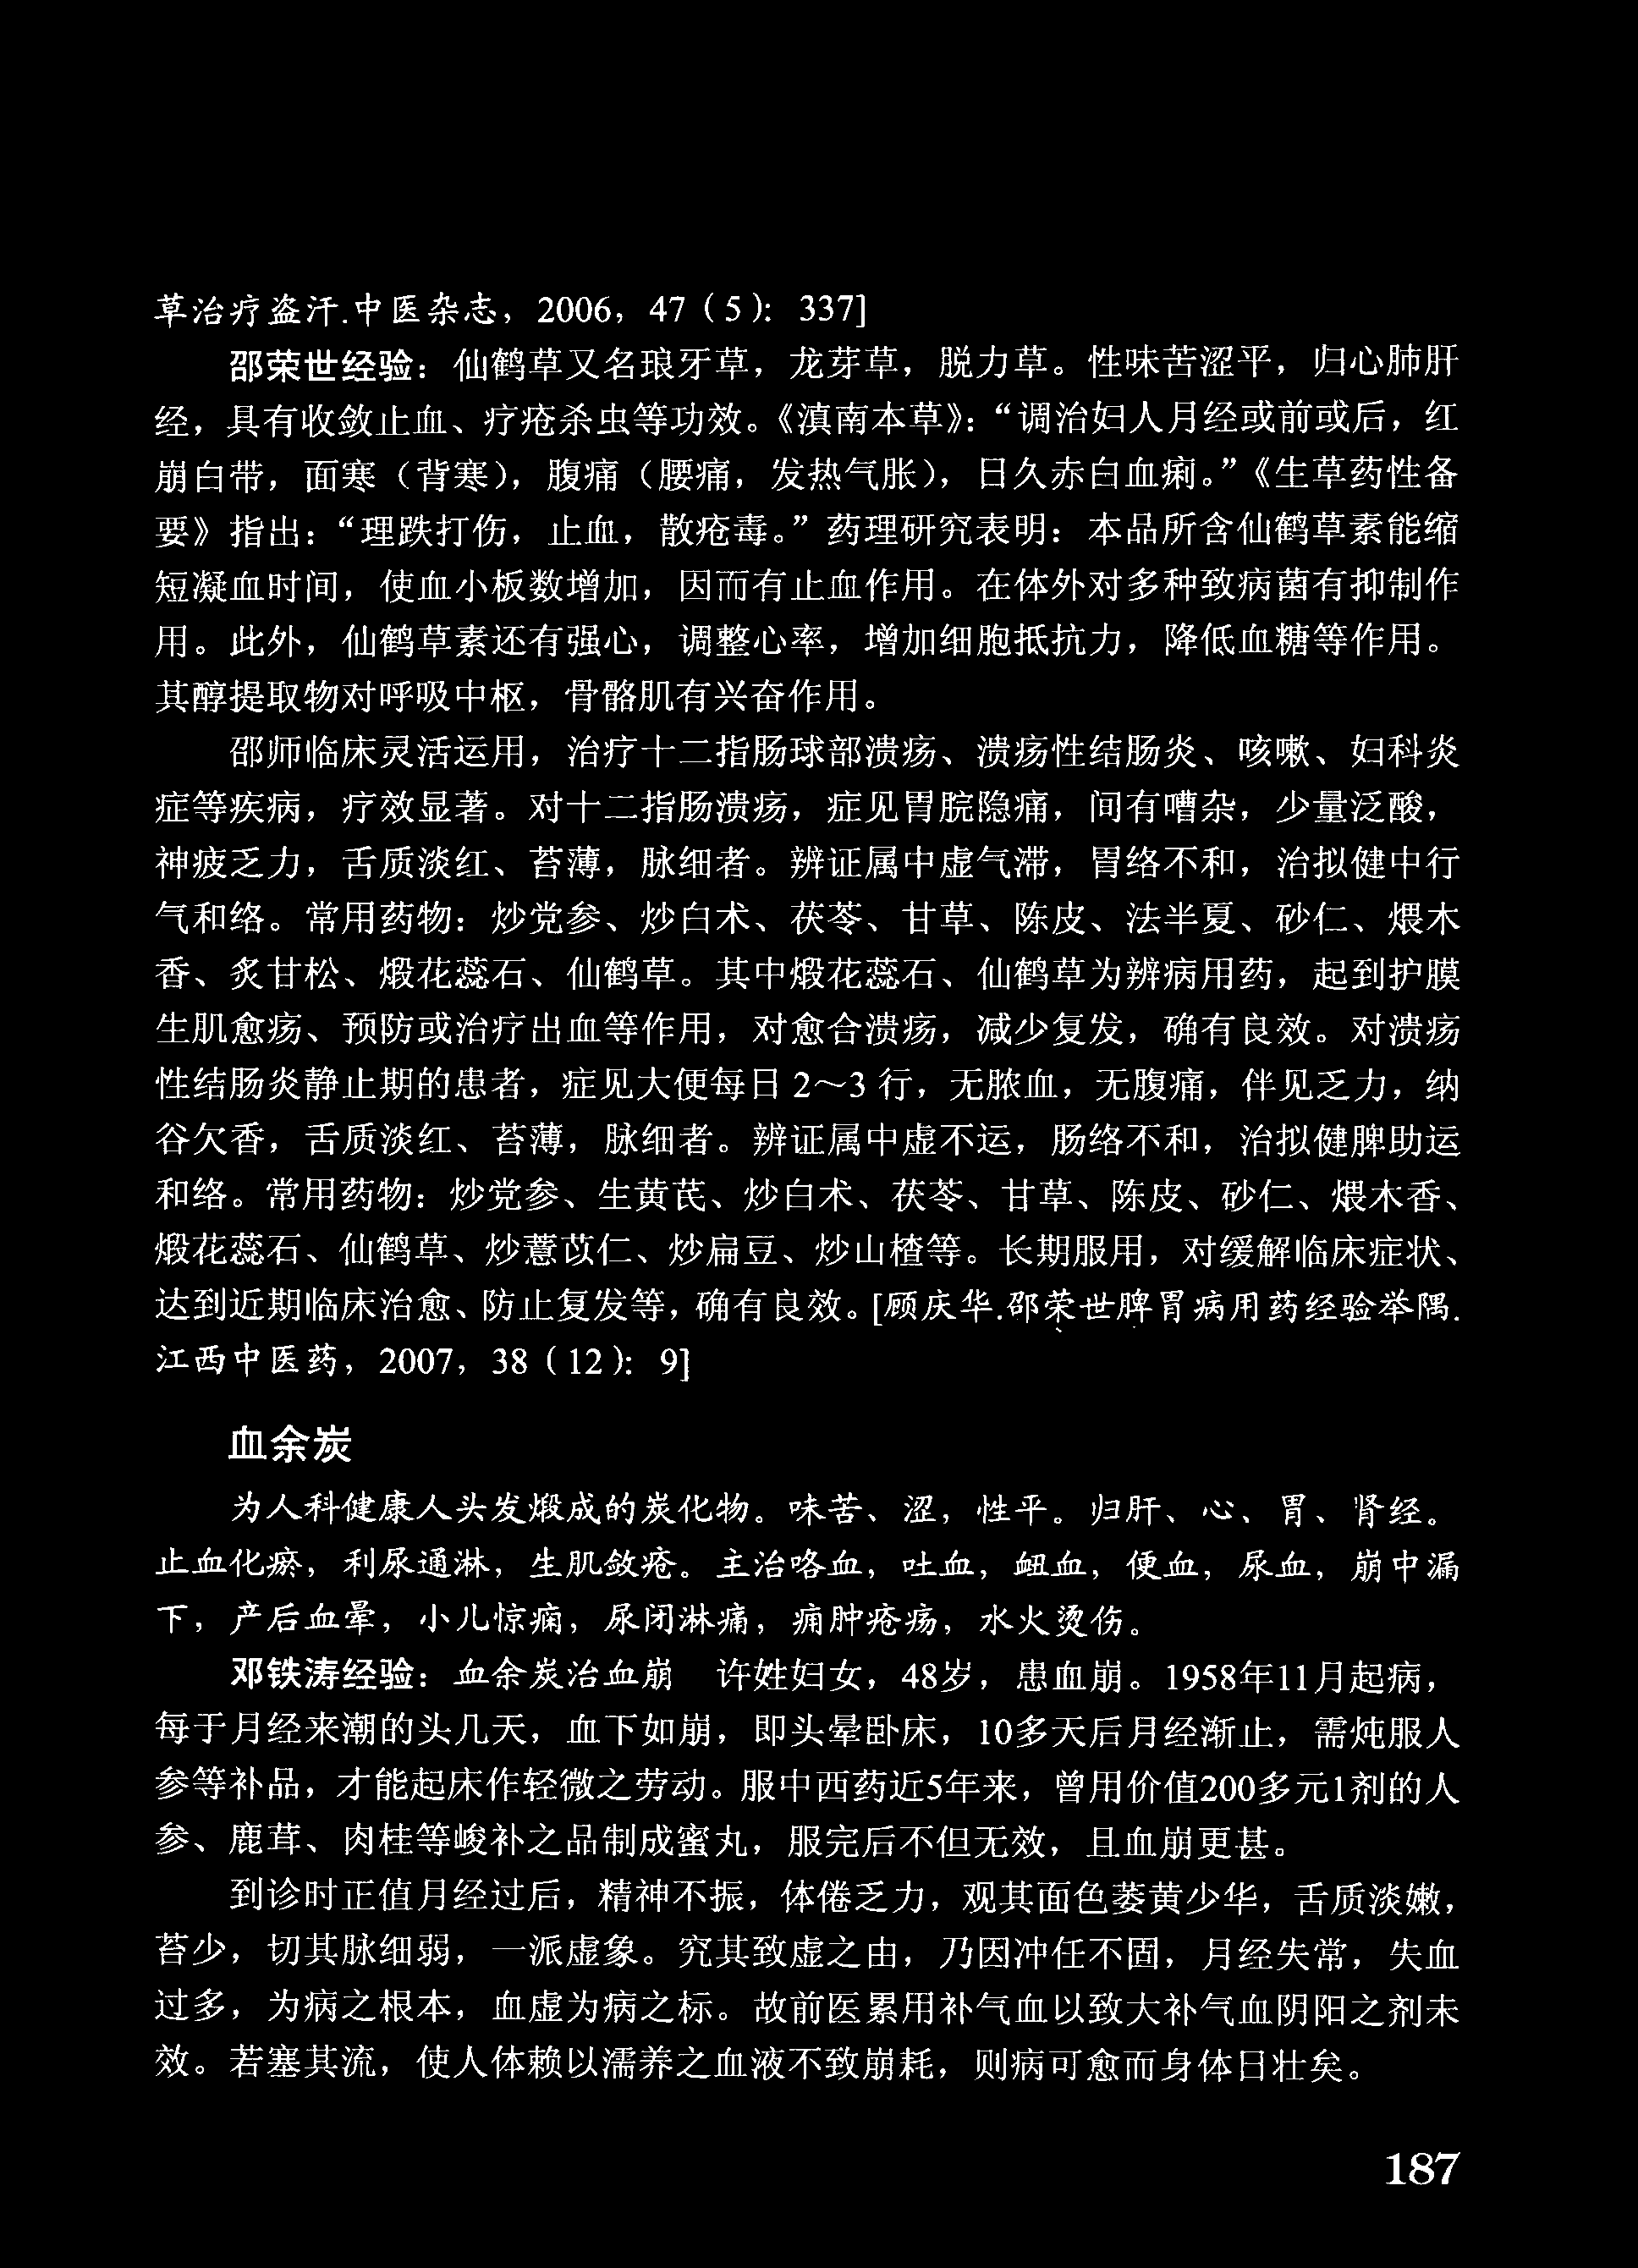 草治疗盗汗.中医杂志，2006，47（5）：337]
邵荣世经验：仙鹤草又名琅牙草，龙芽草，脱力草。性味苦涩平，归心肺肝
经，具有收敛止血、疗疮杀虫等功效。《滇南本草》：“调治妇人月经或前或后，红
崩白带，面寒（背寒），腹痛（腰痛，发热气胀），日久赤白血痢。”《生草药性备
要》指出：“理跌打伤，止血，散疮毒。”药理研究表明：本品所含仙鹤草素能缩
短凝血时间，使血小板数增加，因而有止血作用。在体外对多种致病菌有抑制作
用。此外，仙鹤草素还有强心，调整心率，增加细胞抵抗力，降低血糖等作用。
其醇提取物对呼吸中枢，骨骼肌有兴奋作用。
邵师临床灵活运用，治疗十二指肠球部溃疡、溃疡性结肠炎、咳嗽、妇科炎
症等疾病，疗效显著。对十二指肠溃疡，症见胃脘隐痛，间有嘈杂，少量泛酸，
神疲乏力，舌质淡红、苔薄，脉细者。辨证属中虚气滞，胃络不和，治拟健中行
气和络。常用药物：炒党参、炒白术、茯苓、甘草、陈皮、法半夏、砂仁、煨木
香、炙甘松、煅花蕊石、仙鹤草。其中煅花蕊石、仙鹤草为辨病用药，起到护膜
生肌愈疡、预防或治疗出血等作用，对愈合溃疡，减少复发，确有良效。对溃疡
性结肠炎静止期的患者，症见大便每日 2～3 行，无脓血，无腹痛，伴见乏力，纳
谷欠香，舌质淡红、苔薄，脉细者。辨证属中虚不运，肠络不和，治拟健脾助运
和络。常用药物：炒党参、生黄芪、炒白术、茯苓、甘草、陈皮、砂仁、煨木香、
煅花蕊石、仙鹤草、炒薏苡仁、炒扁豆、炒山楂等。长期服用，对缓解临床症状、
达到近期临床治愈、防止复发等，确有良效。[顾庆华.邵荣世脾胃病用药经验举隅.
江西中医药，2007，38（12）：9]
血余炭
为人科健康人头发煅成的炭化物。味苦、涩，性平。归肝、心、胃、肾经。
止血化瘀，利尿通淋，生肌敛疮。主治咯血，吐血，衄血，便血，尿血，崩中漏
下，产后血晕，小儿惊痫，尿闭淋痛，痈肿疮疡，水火烫伤。
邓铁涛经验：血余炭治血崩　许姓妇女，48岁，患血崩。1958年11月起病，
每于月经来潮的头几天，血下如崩，即头晕卧床，10多天后月经渐止，需炖服人
参等补品，才能起床作轻微之劳动。服中西药近5年来，曾用价值200多元1剂的人
参、鹿茸、肉桂等峻补之品制成蜜丸，服完后不但无效，且血崩更甚。
到诊时正值月经过后，精神不振，体倦乏力，观其面色萎黄少华，舌质淡嫩，
苔少，切其脉细弱，一派虚象。究其致虚之由，乃因冲任不固，月经失常，失血
过多，为病之根本，血虚为病之标。故前医累用补气血以致大补气血阴阳之剂未
效。若塞其流，使人体赖以濡养之血液不致崩耗，则病可愈而身体日壮矣。
187